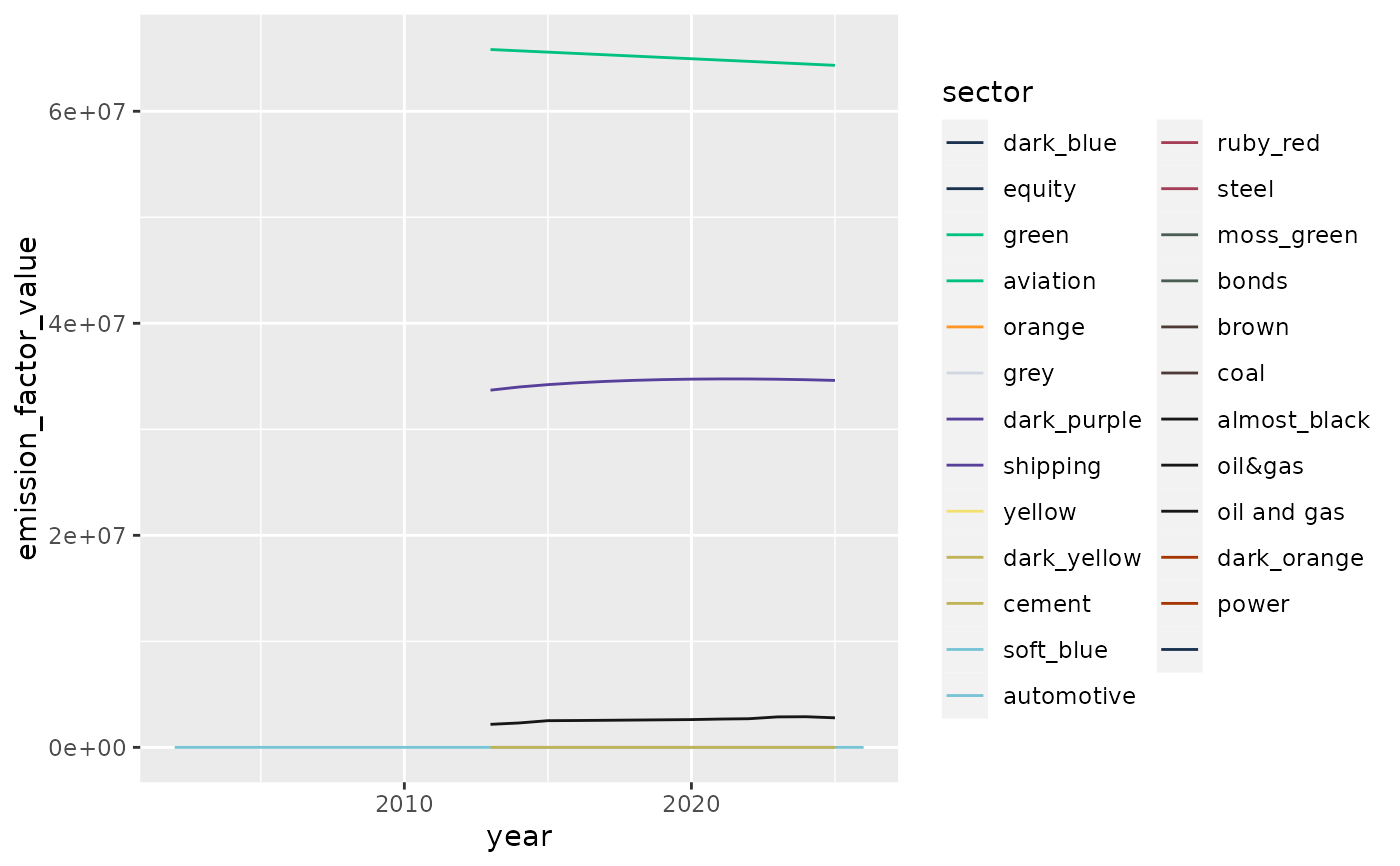 emission_factor_value
6e+07
4e+07
2e+07
0e+00
2010
2020
year
sector
dark_blue
equity
green
aviation
orange
grey
dark_purple
shipping
yellow
dark_yellow
cement
soft_blue
automotive
ruby_red
steel
moss_green
bonds
brown
coal
almost_black
oil&gas
oil and gas
dark_orange
power